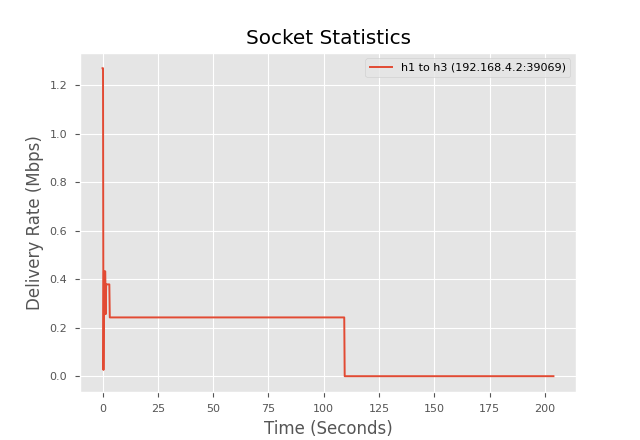 Socket Statistics
h1 to h3 (192.168.4.2:39069)
Delivery Rate (Mbps)
1.2
1.0
0.8
0.6
0.4
0.2
0.0
0 25 50 75 100 125 150 175 200
Time (Seconds)